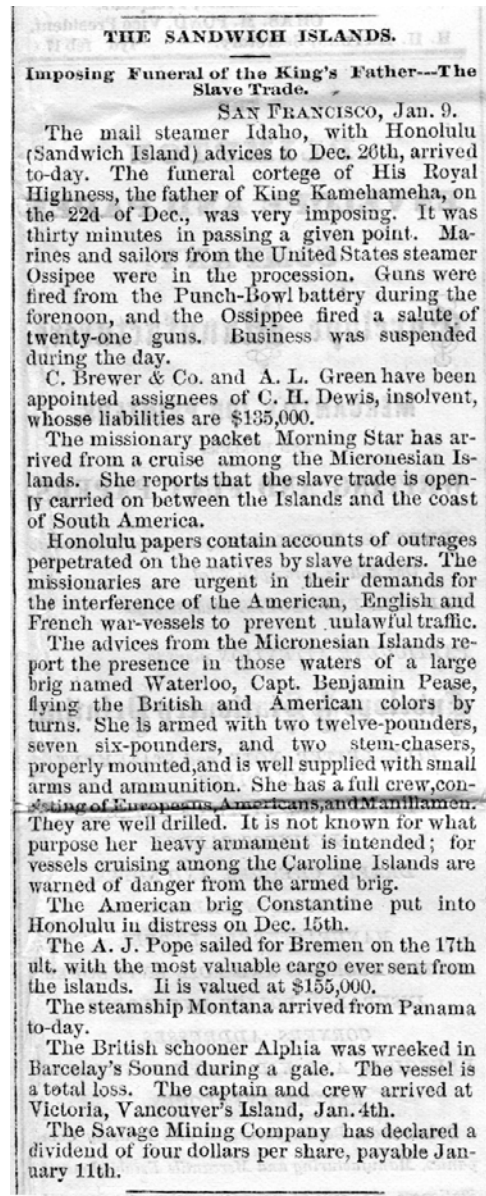 THE SANDWICH ISLANDS.
Imposing Funeral of the King's Father---The
Slave Trade.
SAN FRANCISCO, Jan. 9.
The mail steamer Idaho, with Honolulu
(Sandwich Island) advices to Dec. 26th, arrived
to-day. The funeral cortege of His Royal
Highness, the father of King Kamehameha, on
the 22d of Dec., was very imposing. It was
thirty minutes in passing a given point. Ma-
rines and sailors from the United States steamer
Ossipee were in the procession. Guns were
fired from the Punch-Bowl battery during the
forenoon, and the Ossippee fired a salute of
twenty-one guns. Business was suspended
during the day.
C. Brewer & Co. and A. L. Green have been
appointed assignees of C. H. Dewis, insolvent,
whosse liabilities are $135,000.
The missionary packet Morning Star has ar-
rived from a cruise among the Micronesian Is-
lands. She reports that the slave trade is open-
ly carried on between the Islands and the coast
of South America.
Honolulu papers contain accounts of outrages
perpetrated on the natives by slave traders. The
missionaries are urgent in their demands for
the interference of the American, English and
French war-vessels to prevent unlawful traffic.
The advices from the Micronesian Islands re-
port the presence in those waters of a large
brig named Waterloo, Capt. Benjamin Pease,
flying the British and American colors by
turns. She is armed with two twelve-pounders,
seven six-pounders, and two stem-chasers,
properly mounted,and is well supplied with small
arms and ammunition. She has a full crew,con-
sisting of Europeans,Americans,and Manillamen.
They are well drilled. It is not known for what
purpose her heavy armament is intended; for
vessels cruising among the Caroline Islands are
warned of danger from the armed brig.
The American brig Constantine put into
Honolulu in distress on Dec. 15th.
The A. J. Pope sailed for Bremen on the 17th
ult. with the most valuable cargo ever sent from
the islands. Ii is valued at $155,000.
The steamship Montana arrived from Panama
to-day.
The British schooner Alphia was wrecked in
Barcelay's Sound during a gale. The vessel is
a total loss. The captain and crew arrived at
Victoria, Vancouver's Island, Jan. 4th.
The Savage Mining Company has declared a
dividend of four dollars per share, payable Jan-
uary 11th.